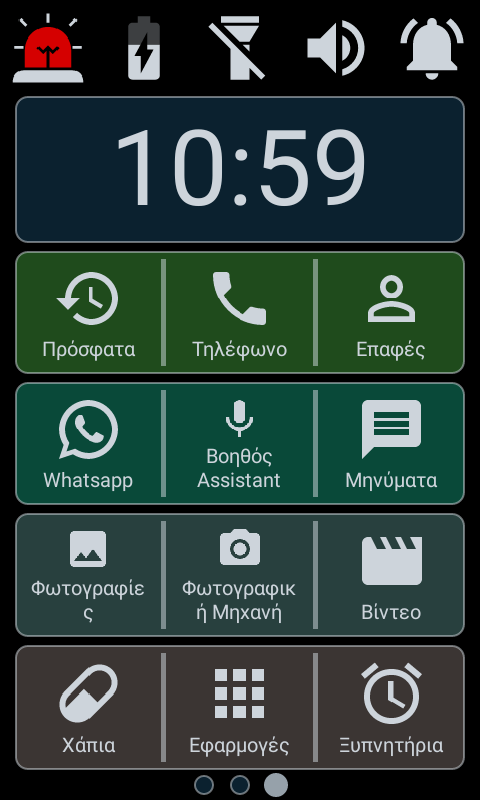 10:59
Πρόσφατα
Τηλέφωνο
Επαφές
Whatsapp
Βοηθός
Assistant
Μηνύματα
Φωτογραφίε
ς
Φωτογραφικ
ή Μηχανή
Βίντεο
Χάπια
Εφαρμογές
Ξυπνητήρια